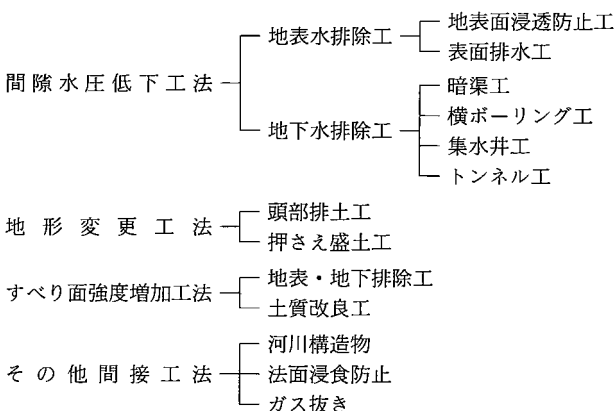 間隙水圧低下工法
地表水排除工
地表面浸透防止工
表面排水工
地下水排除工
暗渠工
横ボーリング工
集水井工
トンネル工
地形変更工法
頭部排土工
押さえ盛土工
すべり面強度増加工法
地表・地下排除工
土質改良工
その他間接工法
河川構造物
法面浸食防止
ガス抜き